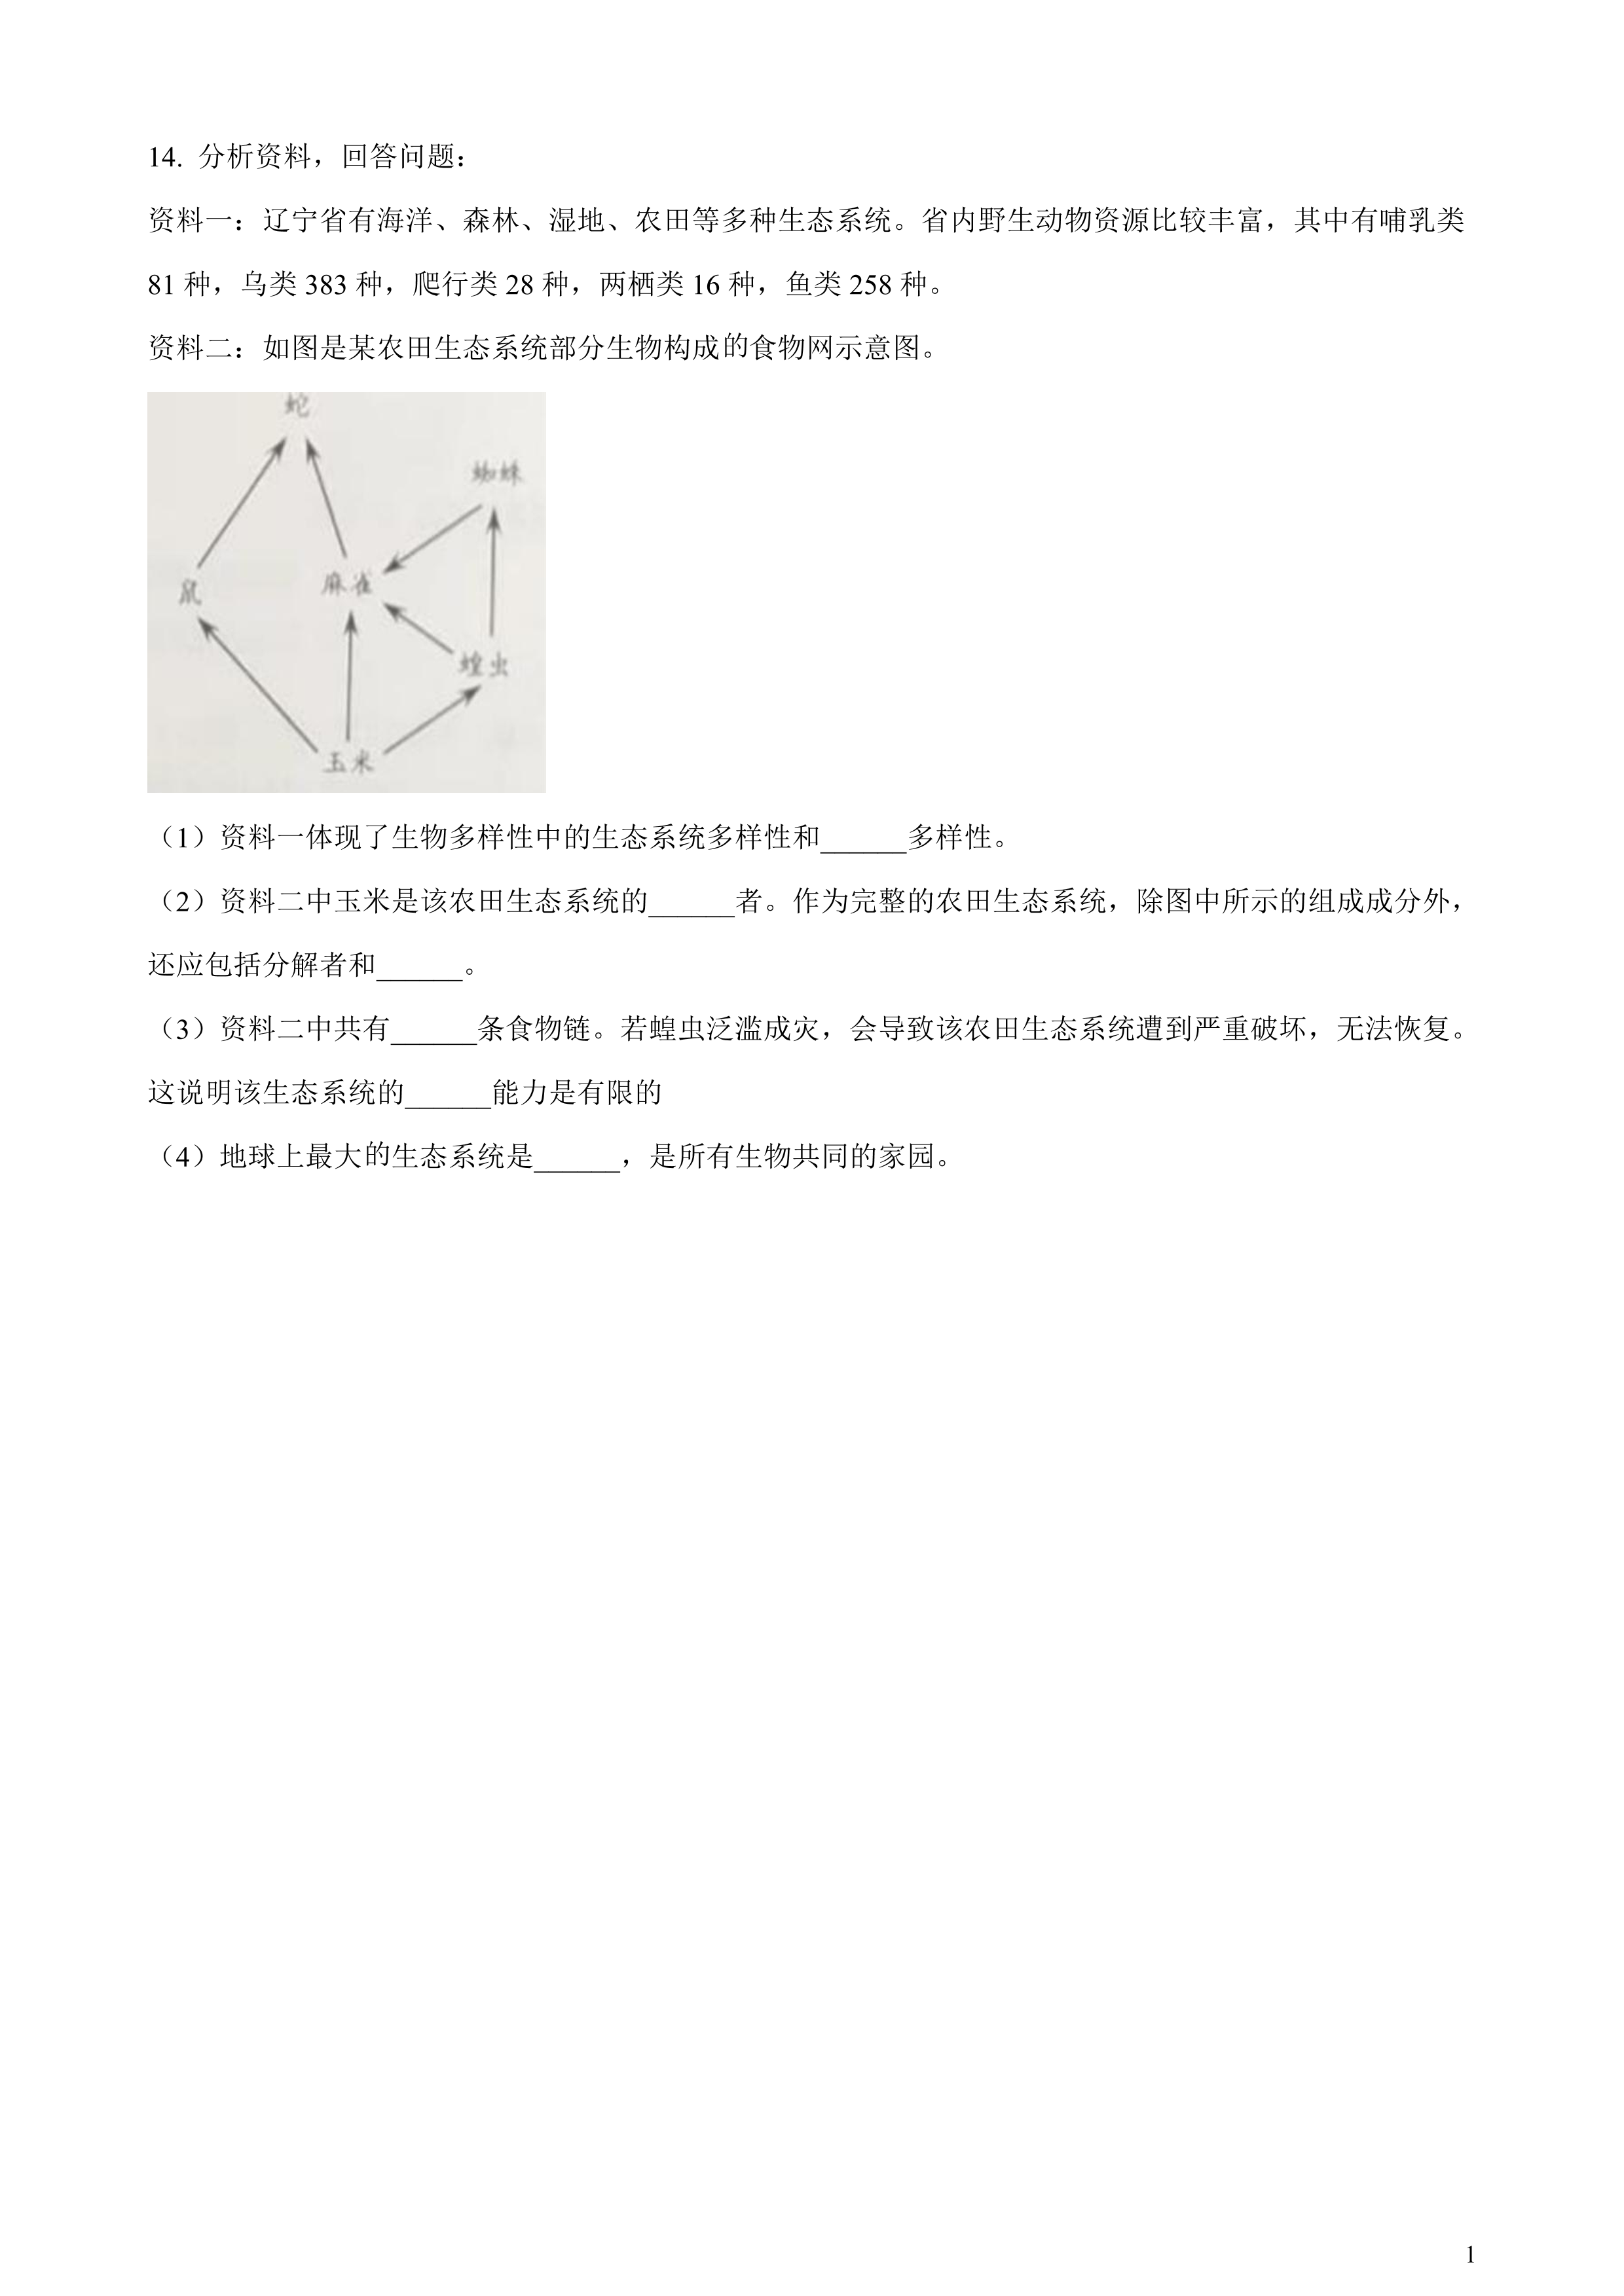 14. 分析资料，回答问题：
资料一：辽宁省有海洋、森林、湿地、农田等多种生态系统。省内野生动物资源比较丰富，其中有哺乳类
81 种，乌类 383 种，爬行类 28 种，两栖类 16 种，鱼类 258 种。
资料二：如图是某农田生态系统部分生物构成的食物网示意图。
蛇
蜘蛛
鼠
麻雀
蝗虫
玉米
（1）资料一体现了生物多样性中的生态系统多样性和______多样性。
（2）资料二中玉米是该农田生态系统的______者。作为完整的农田生态系统，除图中所示的组成成分外，
还应包括分解者和______。
（3）资料二中共有______条食物链。若蝗虫泛滥成灾，会导致该农田生态系统遭到严重破坏，无法恢复。
这说明该生态系统的______能力是有限的
（4）地球上最大的生态系统是______，是所有生物共同的家园。
1